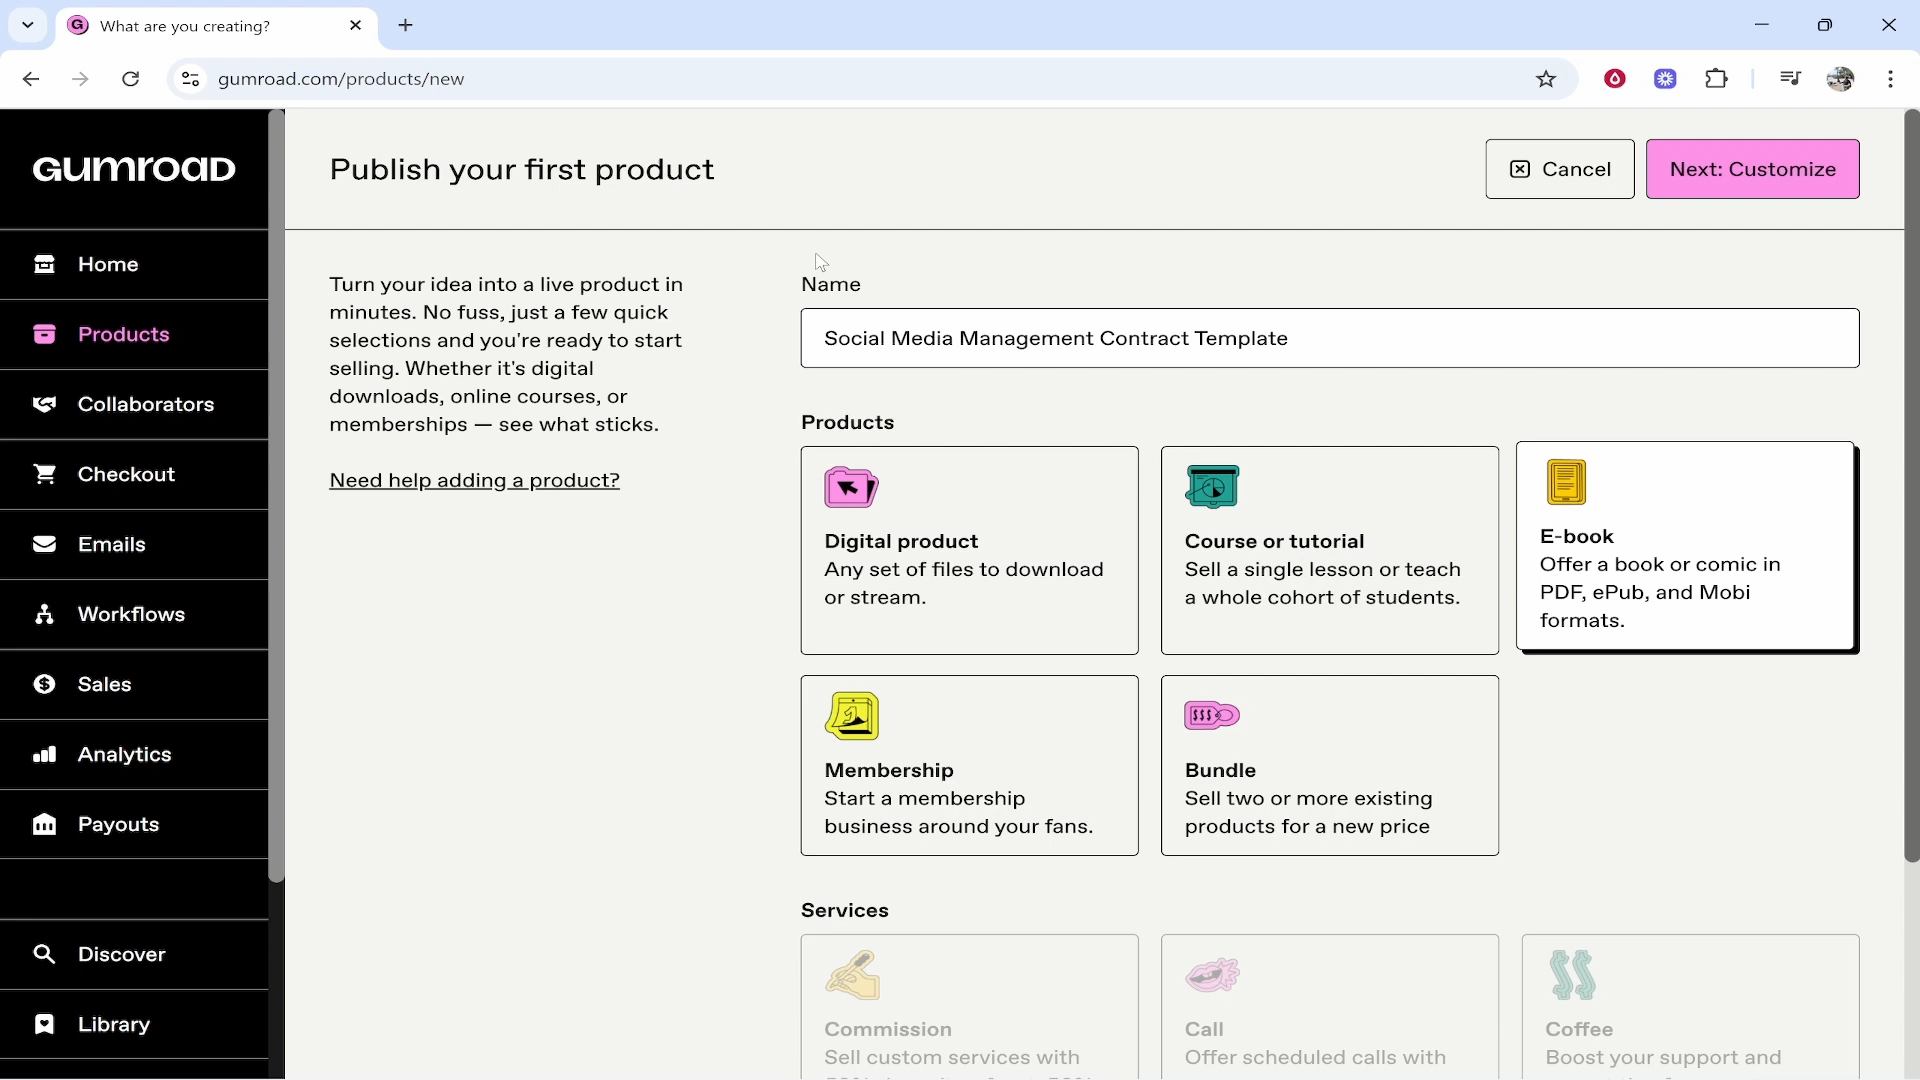 What are you creating?
gumroad.com/products/new
GUMROAD
Home
Products
Collaborators
Checkout
Emails
Workflows
Sales
Analytics
Payouts
Discover
Library
Publish your first product
Cancel
Next: Customize
Turn your idea into a live product in
minutes. No fuss, just a few quick
selections and you're ready to start
selling. Whether it's digital
downloads, online courses, or
memberships — see what sticks.
Need help adding a product?
Name
Social Media Management Contract Template
Products
Digital product
Any set of files to download
or stream.
Course or tutorial
Sell a single lesson or teach
a whole cohort of students.
E-book
Offer a book or comic in
PDF, ePub, and Mobi
formats.
Membership
Start a membership
business around your fans.
Bundle
Sell two or more existing
products for a new price
Services
Commission
Sell custom services with
Call
Offer scheduled calls with
Coffee
Boost your support and